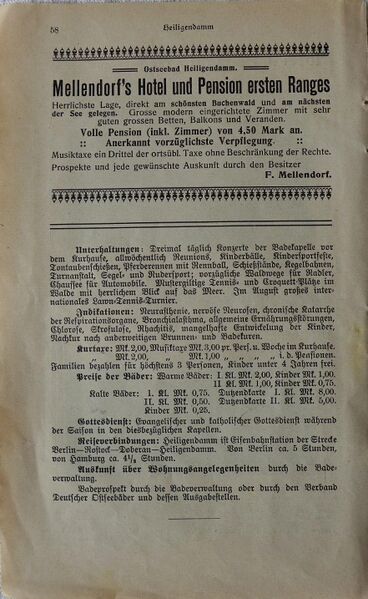 58
Heiligendamm
Ostseebad Heiligendamm.
Mellendorf's Hotel und Pension ersten Ranges
Herrlichste Lage, direkt am schönsten Buchenwald und am nächsten
der See gelegen. Grosse modern eingerichtete Zimmer mit sehr
guten grossen Betten, Balkons und Veranden.
Volle Pension (inkl. Zimmer) von 4,50 Mark an.
:: Anerkannt vorzüglichste Verpflegung. ::
Musiktaxe ein Drittel der ortsübl. Taxe ohne Beschränkung der Rechte.
Prospekte und jede gewünschte Auskunft durch den Besitzer
F. Mellendorf.
Unterhaltungen: Dreimal täglich Konzerte der Badekapelle vor
dem Kurhause, allwöchentlich Reunions, Kinderbälle, Kindersportfeste,
Tontaubenschießen, Pferderennen mit Rennball, Schießstände, Kegelbahnen,
Turnanstalt, Segel- und Rudersport; vorzügliche Waldwege für Radler,
Chaussee für Automobile. Mustergiltige Tennis- und Croquett-Plätze im
Walde mit herrlichem Blick auf das Meer. Im August großes inter-
nationales Lawn-Tennis-Turnier.
Indikationen: Neurasthenie, nervöse Neurosen, chronische Katarrhe
der Respirationsorgane, Bronchialasthma, allgemeine Ernährungsstörungen,
Chlorose, Skrofulose, Rhachitis, mangelhafte Entwickelung der Kinder,
Nachkur nach anderweitigen Brunnen- und Badekuren.
Kurtaxe: Mk. 2,00, Musiktaxe Mk. 3,00 pr. Pers. u. Woche im Kurhause.
„ Mk. 2,00, „ Mk. 1,00 „ „ „ i. d. Pensionen.
Familien bezahlen für höchstens 3 Personen, Kinder unter 4 Jahren frei.
Preise der Bäder: Warme Bäder: I Kl. Mk. 2,00, Kinder Mk. 1,00.
II Kl. Mk. 1,00, Kinder Mk. 0,75.
Kalte Bäder: I. Kl. Mk. 0,75, Dutzendkarte I. Kl. Mk. 8,00.
II. Kl. Mk. 0,50, Dutzendkarte II. Kl. Mk. 5,00.
Kinder Mk. 0,25.
Gottesdienst: Evangelischer und katholischer Gottesdienst während
der Saison in den diesbezüglichen Kapellen.
Reiseverbindungen: Heiligendamm ist Eisenbahnstation der Strecke
Berlin—Rostock—Doberan—Heiligendamm. Von Berlin ca. 5 Stunden,
von Hamburg ca. 4½ Stunden.
Auskunft über Wohnungsangelegenheiten durch die Bade-
verwaltung.
Badeprospekt durch die Badeverwaltung oder durch den Verband
Deutscher Ostseebäder und dessen Ausgabestellen.